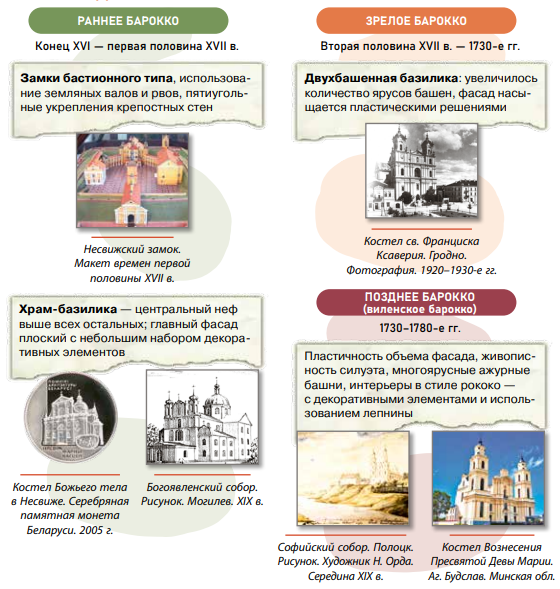 РАННЕЕ БАРОККО
Конец XVI — первая половина XVII в.
Замки бастионного типа, использова-
ние земляных валов и рвов, пятиуголь-
ные укрепления крепостных стен
Несвижский замок.
Макет времен первой
половины XVII в.
Храм-базилика — центральный неф
выше всех остальных; главный фасад
плоский с небольшим набором декора-
тивных элементов
Костел Божьего тела
в Несвиже. Серебряная
памятная монета
Беларуси. 2005 г.
Богоявленский собор.
Рисунок. Могилев. XIX в.
ЗРЕЛОЕ БАРОККО
Вторая половина XVII в. — 1730-е гг.
Двухбашенная базилика: увеличилось
количество ярусов башен, фасад насы-
щается пластическими решениями
Костел св. Франциска
Ксаверия. Гродно.
Фотография. 1920–1930-е гг.
ПОЗДНЕЕ БАРОККО
(виленское барокко)
1730–1780-е гг.
Пластичность объема фасада, живопис-
ность силуэта, многоярусные ажурные
башни, интерьеры в стиле рококо —
с декоративными элементами и исполь-
зованием лепнины
Софийский собор. Полоцк.
Рисунок. Художник Н. Орда.
Середина XIX в.
Костел Вознесения
Пресвятой Девы Марии.
Аг. Будслав. Минская обл.